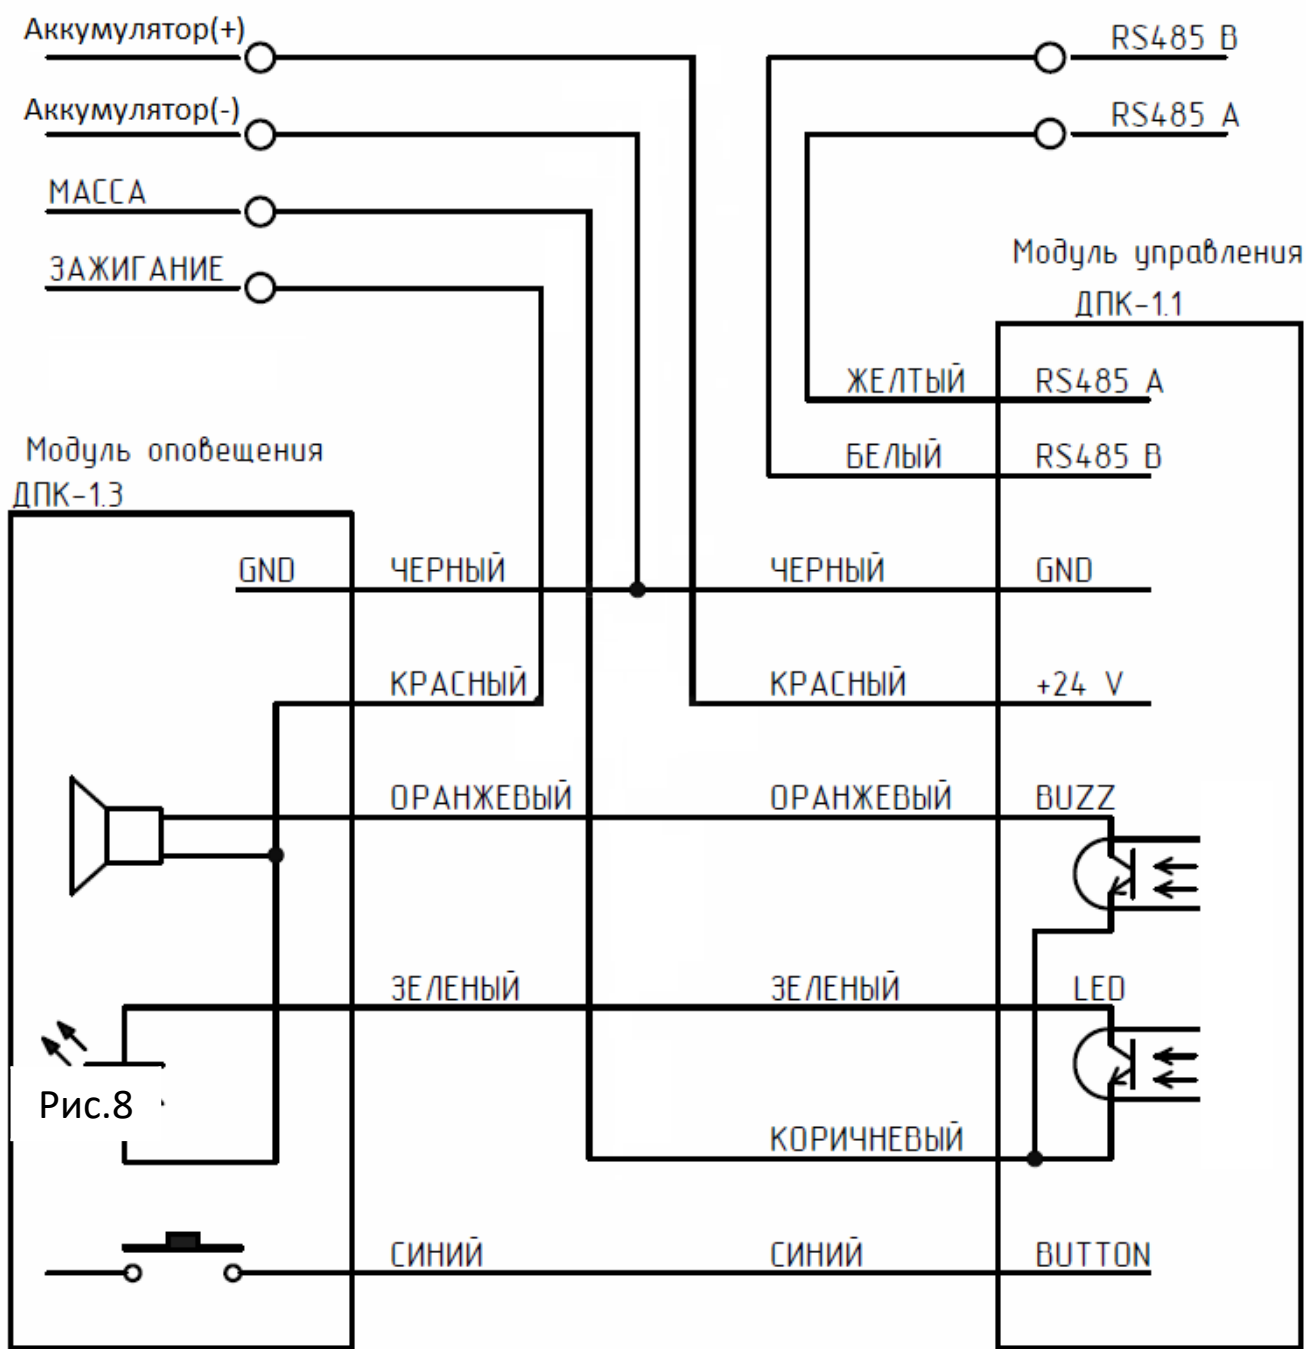 Аккумулятор(+)
RS485 B
Аккумулятор(-)
RS485 A
МАССА
ЗАЖИГАНИЕ
Модуль управления
ДПК-1.1
ЖЕЛТЫЙ RS485 A
Модуль оповещения
ДПК-1.3
БЕЛЫЙ RS485 B
GND ЧЕРНЫЙ ЧЕРНЫЙ GND
КРАСНЫЙ КРАСНЫЙ +24 V
ОРАНЖЕВЫЙ ОРАНЖЕВЫЙ BUZZ
ЗЕЛЕНЫЙ ЗЕЛЕНЫЙ LED
Рис.8
КОРИЧНЕВЫЙ
СИНИЙ СИНИЙ BUTTON